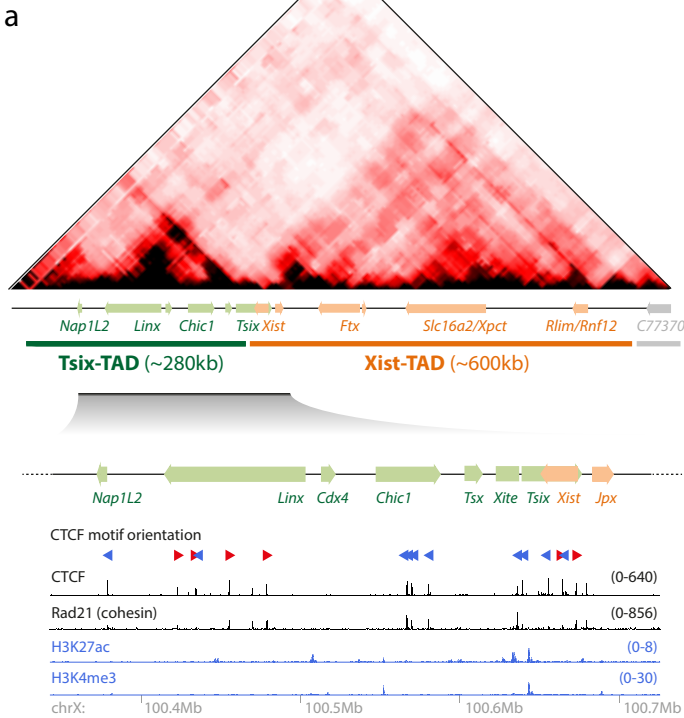 a
Nap1L2 Linx Chic1 Tsix Xist Ftx Slc16a2/Xpct Rlim/Rnf12 C77370
Tsix-TAD (~280kb) Xist-TAD (~600kb)
Nap1L2 Linx Cdx4 Chic1 Tsx Xite Tsix Xist Jpx
CTCF motif orientation
CTCF (0-640)
Rad21 (cohesin) (0-856)
H3K27ac (0-8)
H3K4me3 (0-30)
chrX: 100.4Mb 100.5Mb 100.6Mb 100.7Mb